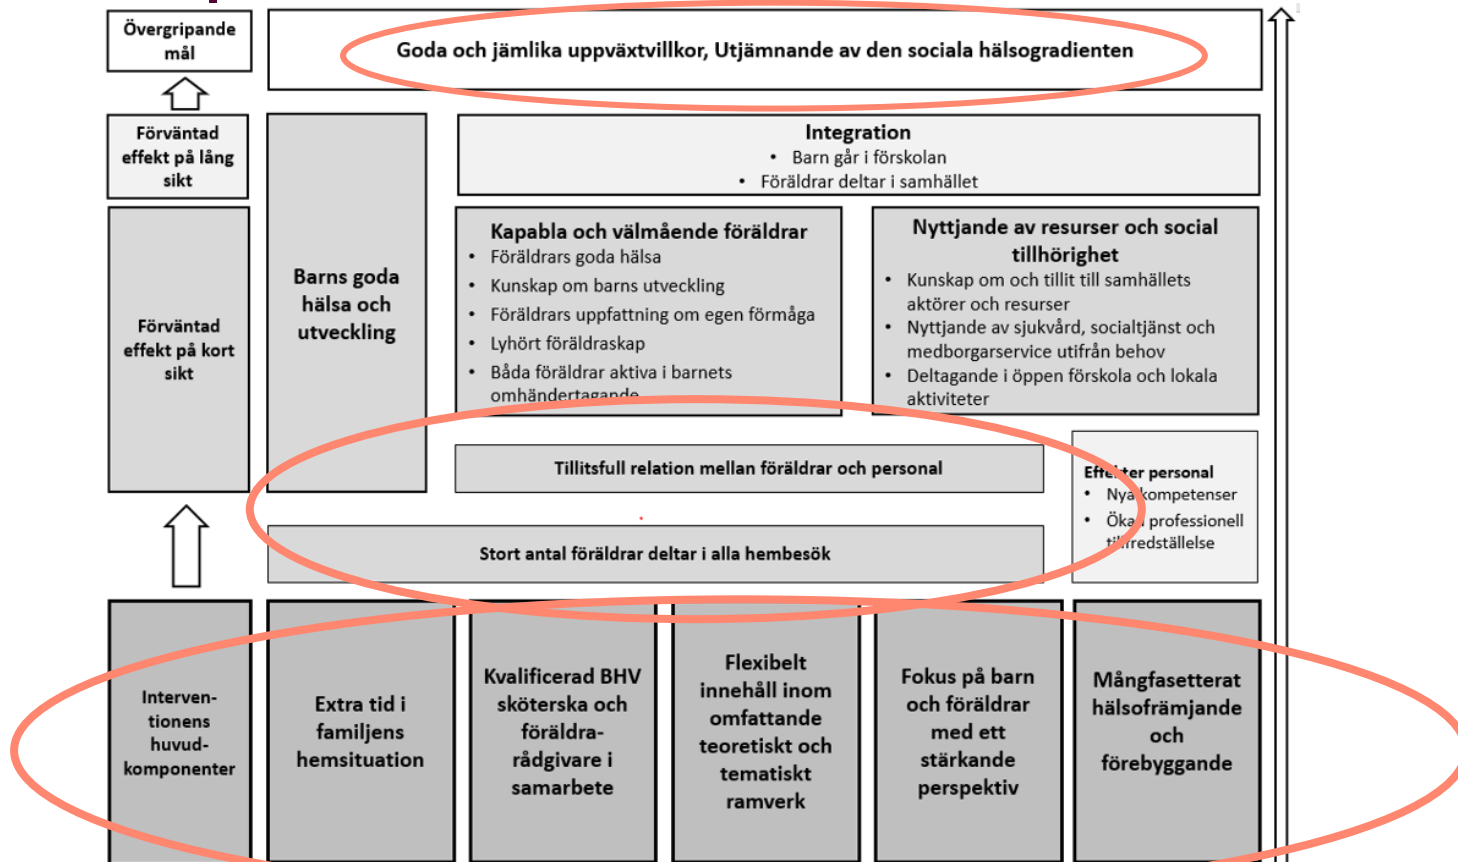 Övergripande
mål
Goda och jämlika uppväxtvillkor, Utjämnande av den sociala hälsogradienten
Förväntad
effekt på lång
sikt
Integration
• Barn går i förskolan
• Föräldrar deltar i samhället
Förväntad
effekt på kort
sikt
Barns goda
hälsa och
utveckling
Kapabla och välmående föräldrar
• Föräldrars goda hälsa
• Kunskap om barns utveckling
• Föräldrars uppfattning om egen förmåga
• Lyhört föräldraskap
• Båda föräldrar aktiva i barnets
omhändertagande
Nyttjande av resurser och social
tillhörighet
• Kunskap om och tillit till samhällets
aktörer och resurser
• Nyttjande av sjukvård, socialtjänst och
medborgarservice utifrån behov
• Deltagande i öppen förskola och lokala
aktiviteter
Tillitsfull relation mellan föräldrar och personal
Effekter personal
• Nya kompetenser
• Ökad professionell
tillfredställelse
Stort antal föräldrar deltar i alla hembesök
Interven-
tionens
huvud-
komponenter
Extra tid i
familjens
hemsituation
Kvalificerad BHV
sköterska och
föräldra-
rådgivare i
samarbete
Flexibelt
innehåll inom
omfattande
teoretiskt och
tematiskt
ramverk
Fokus på barn
och föräldrar
med ett
stärkande
perspektiv
Mångfasetterat
hälsofrämjande
och
förebyggande